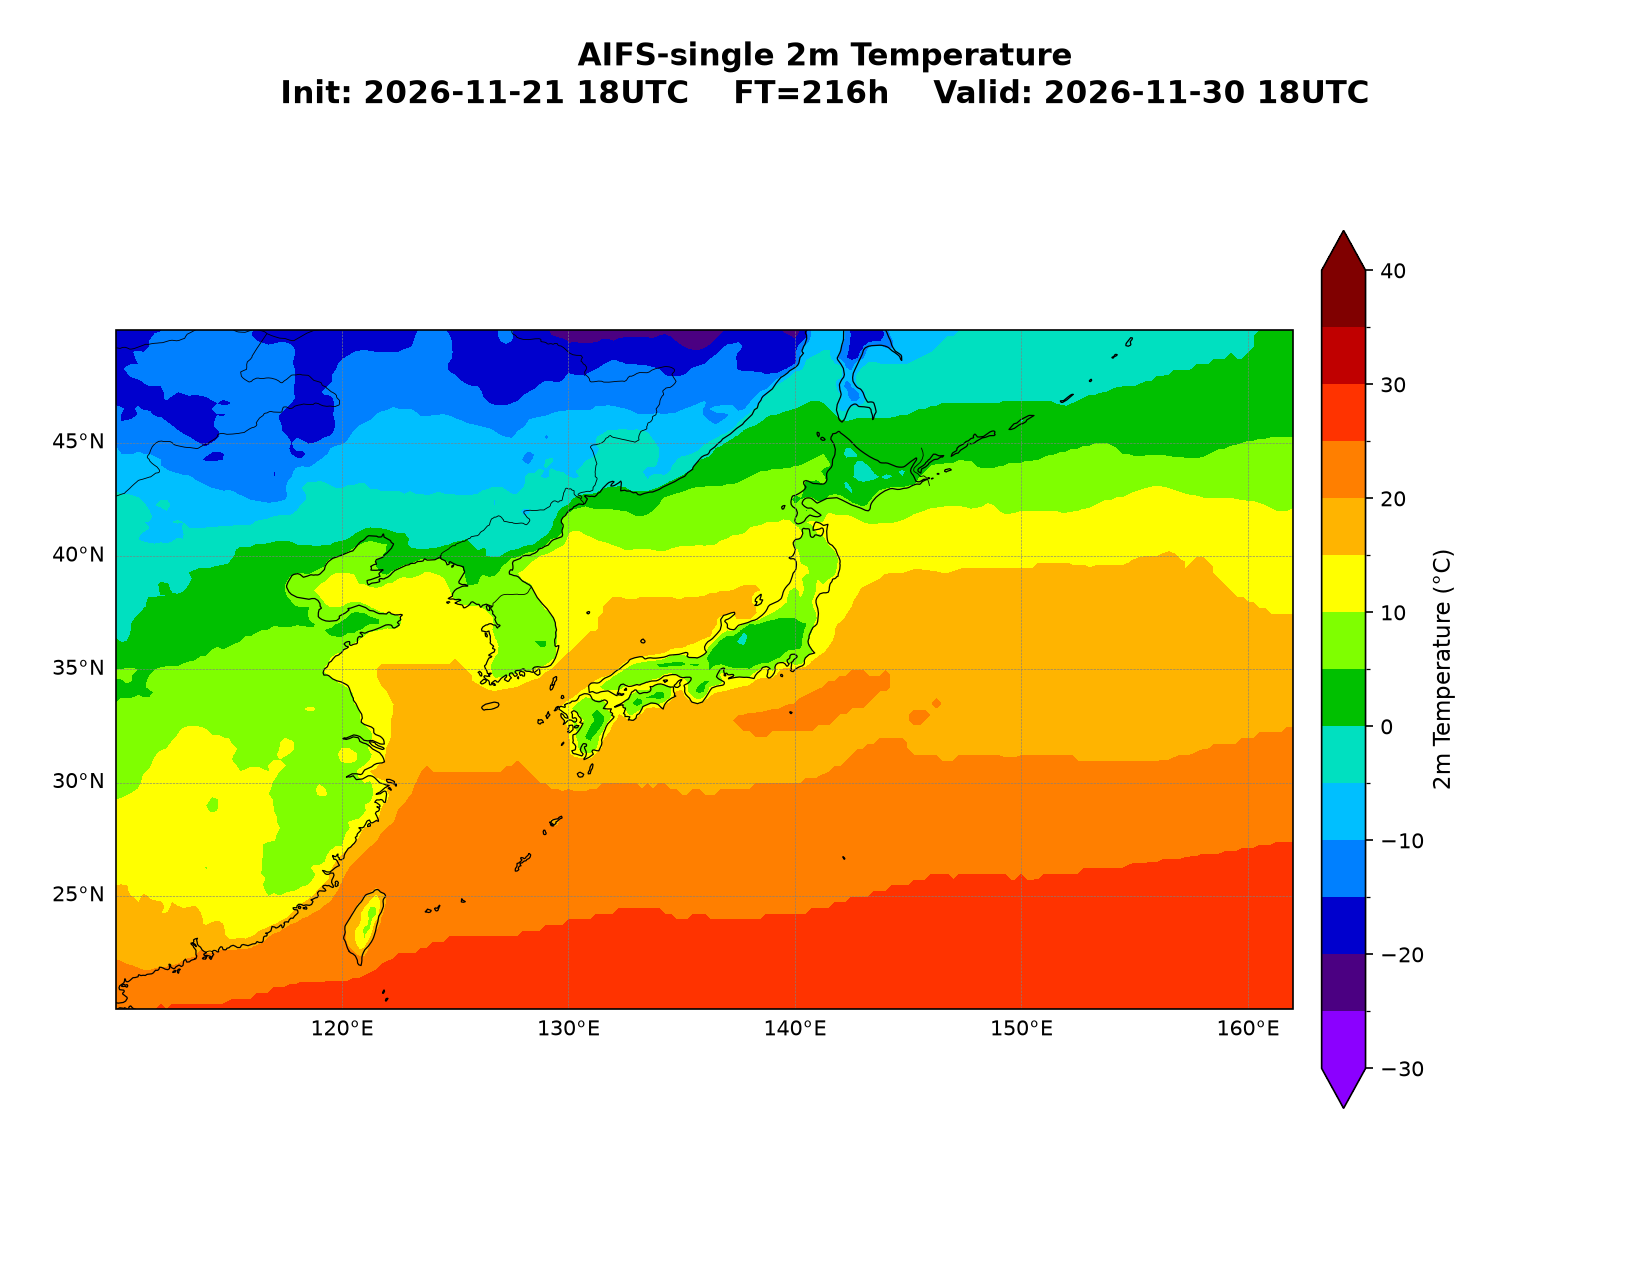 AIFS-single 2m Temperature
Init: 2026-11-21 18UTC    FT=216h    Valid: 2026-11-30 18UTC
45°N
40°N
35°N
30°N
25°N
120°E
130°E
140°E
150°E
160°E
40
30
20
10
0
−10
−20
−30
2m Temperature (°C)